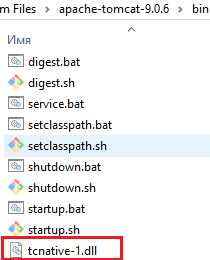 m Files > apache-tomcat-9.0.6 > bin
Имя
digest.bat
digest.sh
service.bat
setclasspath.bat
setclasspath.sh
shutdown.bat
shutdown.sh
startup.bat
startup.sh
tcnative-1.dll